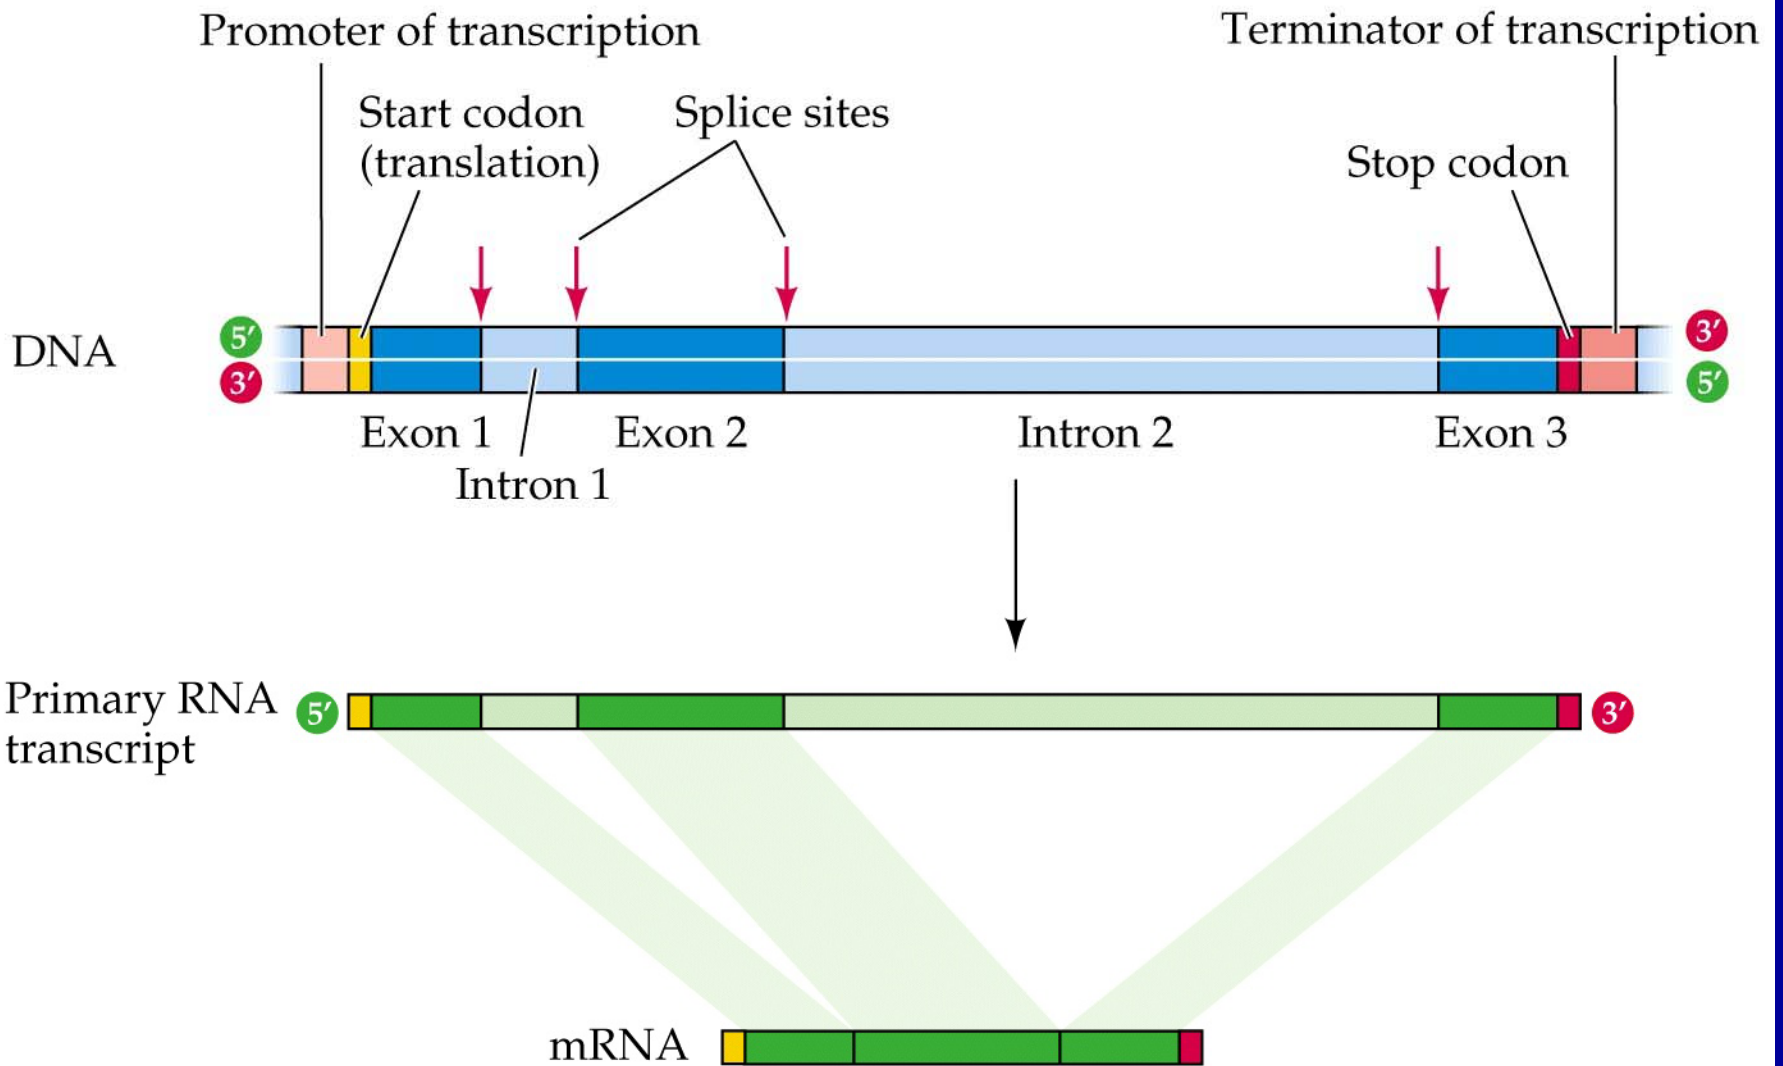 Promoter of transcription
Terminator of transcription
Start codon
(translation)
Splice sites
Stop codon
DNA
5′
3′
3′
5′
Exon 1
Exon 2
Intron 2
Exon 3
Intron 1
Primary RNA
transcript
5′
3′
mRNA